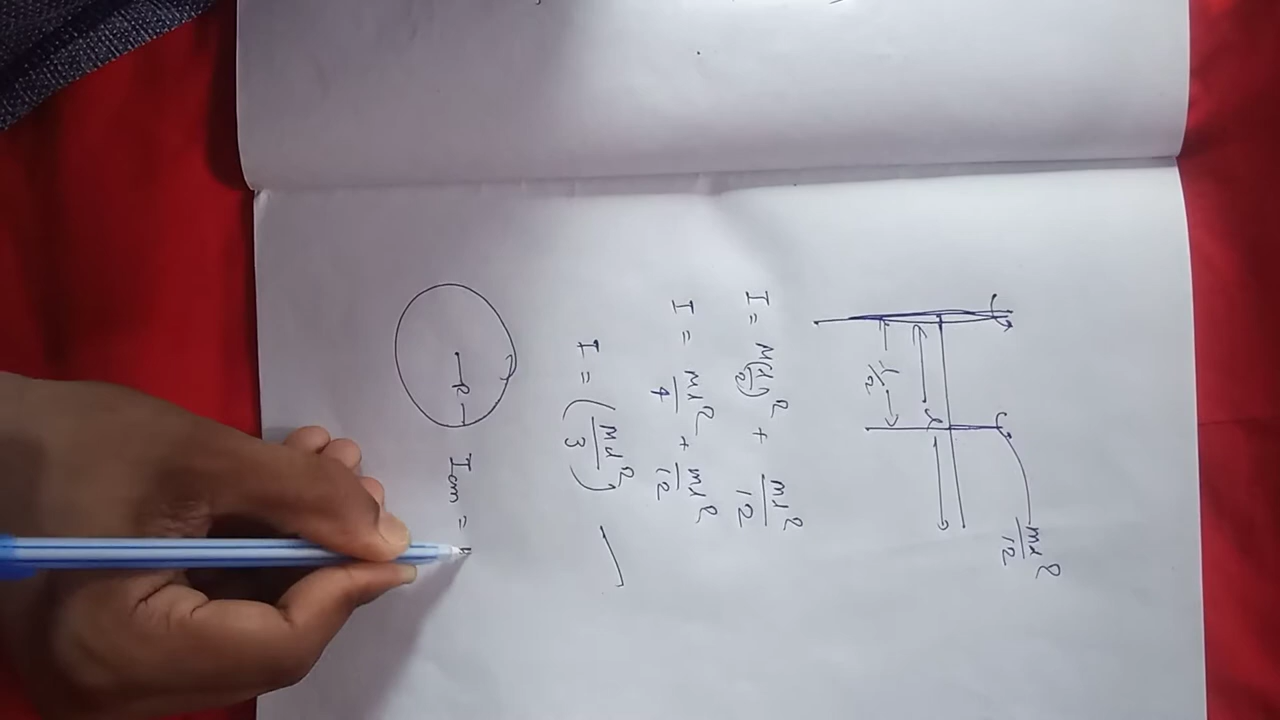 Ml²/12
l
l/2
I = M(l/2)² + Ml²/12
I = Ml²/4 + Ml²/12
I = (Ml²/3)
R
Icm =